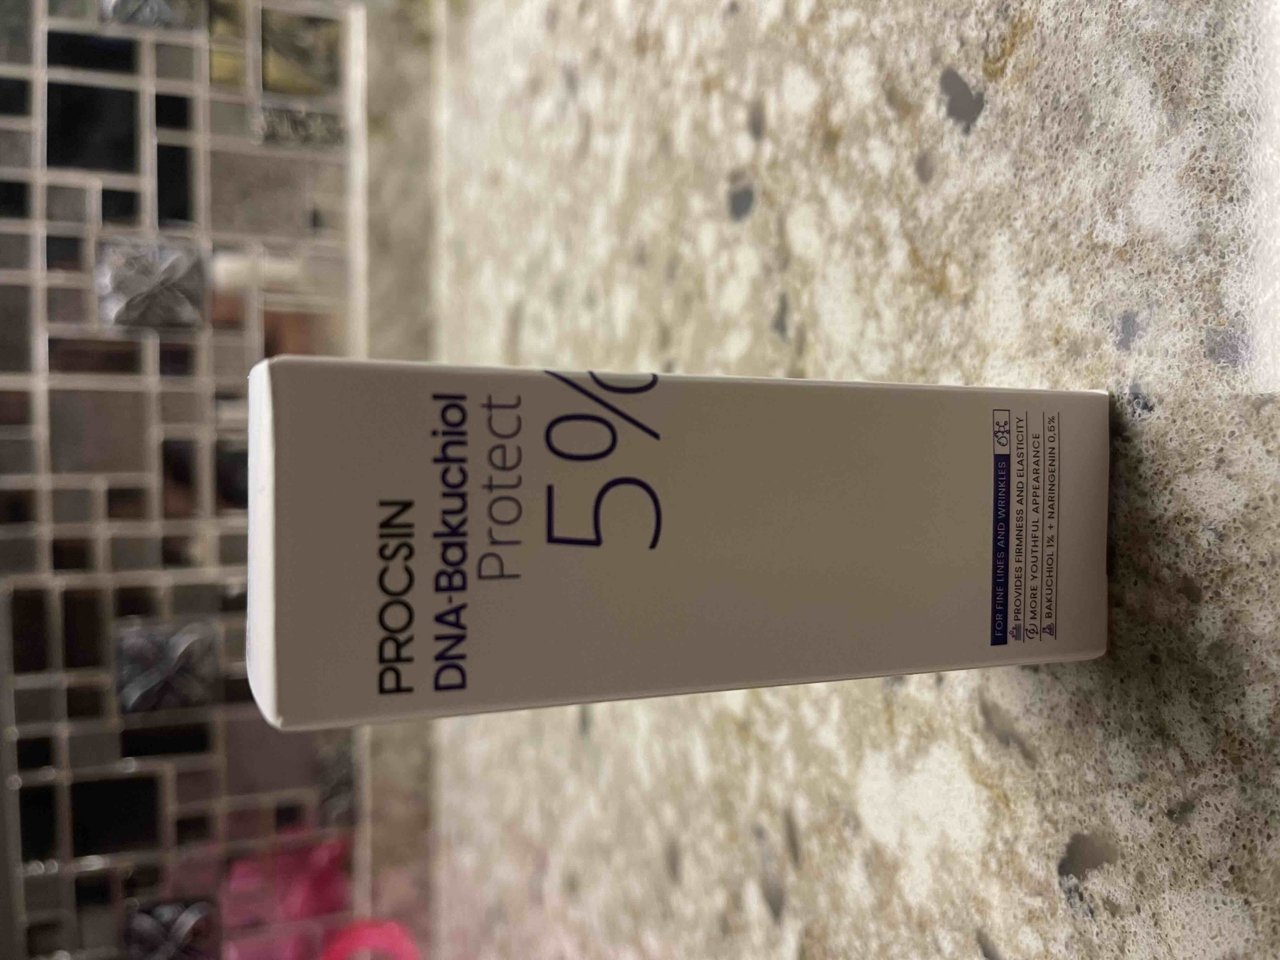 PROCSIN
DNA-Bakuchiol
Protect
5%
FOR FINE LINES AND WRINKLES
PROVIDES FIRMNESS AND ELASTICITY
MORE YOUTHFUL APPEARANCE
BAKUCHIOL 1% + NARINGENIN 0,5%